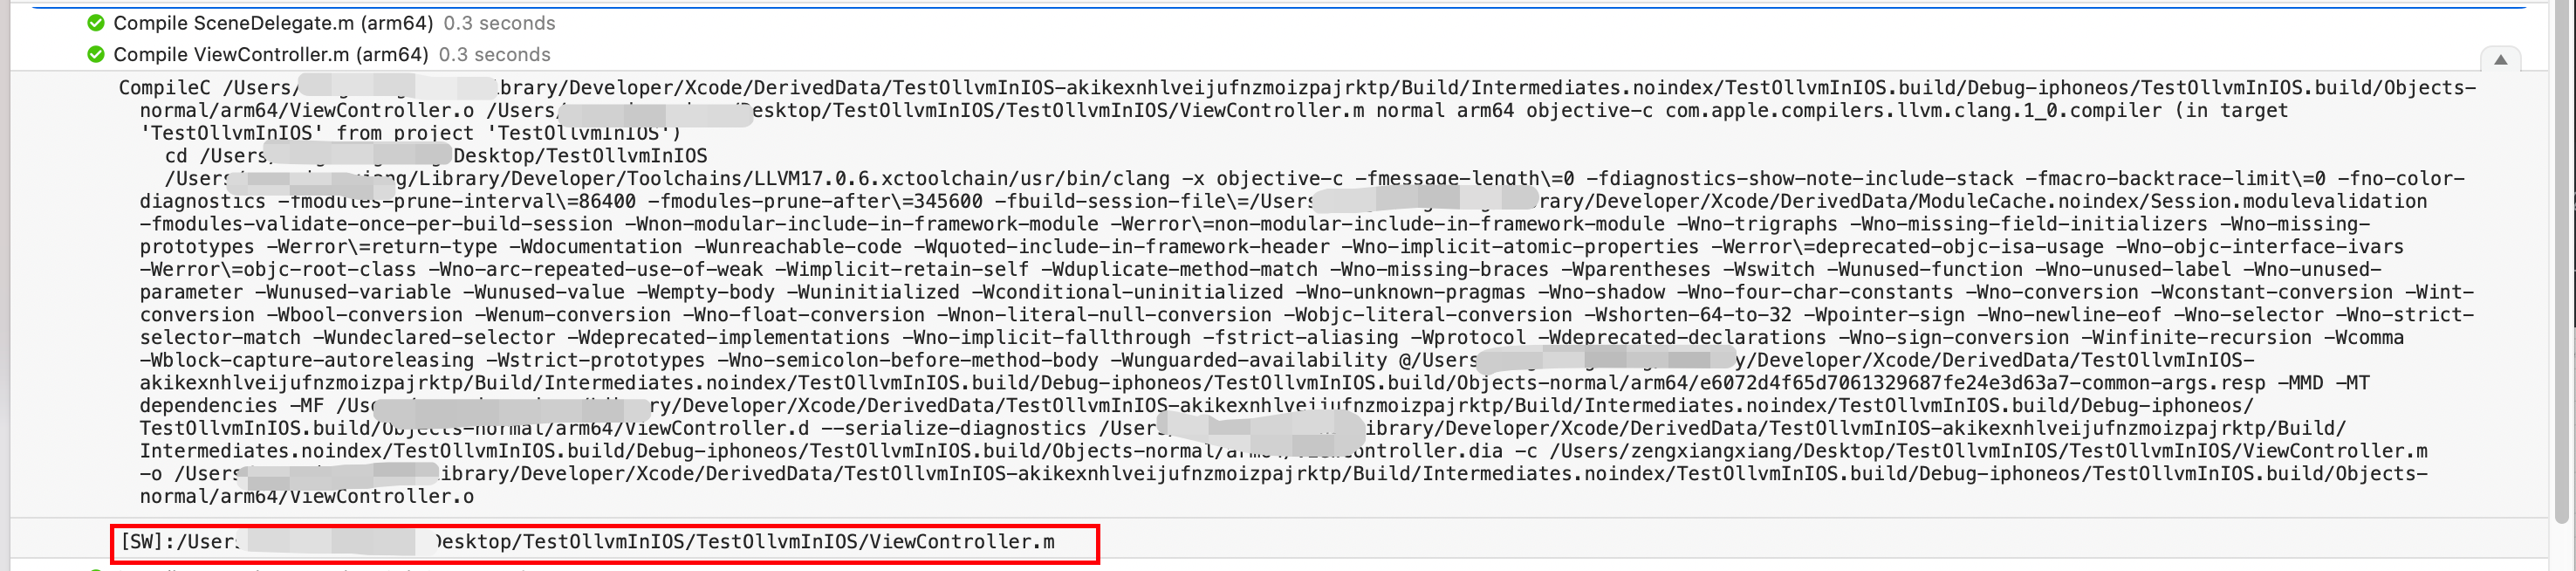 Compile SceneDelegate.m (arm64) 0.3 seconds
Compile ViewController.m (arm64) 0.3 seconds
CompileC /Users/ brary/Developer/Xcode/DerivedData/TestOllvmInIOS-akikexnhlveijufnzmoizpajrktp/Build/Intermediates.noindex/TestOllvmInIOS.build/Debug-iphoneos/TestOllvmInIOS.build/Objects-
normal/arm64/ViewController.o /Users/ esktop/TestOllvmInIOS/TestOllvmInIOS/ViewController.m normal arm64 objective-c com.apple.compilers.llvm.clang.1_0.compiler (in target
'TestOllvmInIOS' from project 'TestOllvmInIOS')
cd /Users/ Desktop/TestOllvmInIOS
/Users ng/Library/Developer/Toolchains/LLVM17.0.6.xctoolchain/usr/bin/clang -x objective-c -fmessage-length\=0 -fdiagnostics-show-note-include-stack -fmacro-backtrace-limit\=0 -fno-color-
diagnostics -fmodules-prune-interval\=86400 -fmodules-prune-after\=345600 -fbuild-session-file\=/Users rary/Developer/Xcode/DerivedData/ModuleCache.noindex/Session.modulevalidation
-fmodules-validate-once-per-build-session -Wnon-modular-include-in-framework-module -Werror\=non-modular-include-in-framework-module -Wno-trigraphs -Wno-missing-field-initializers -Wno-missing-
prototypes -Werror\=return-type -Wdocumentation -Wunreachable-code -Wquoted-include-in-framework-header -Wno-implicit-atomic-properties -Werror\=deprecated-objc-isa-usage -Wno-objc-interface-ivars
-Werror\=objc-root-class -Wno-arc-repeated-use-of-weak -Wimplicit-retain-self -Wduplicate-method-match -Wno-missing-braces -Wparentheses -Wswitch -Wunused-function -Wno-unused-label -Wno-unused-
parameter -Wunused-variable -Wunused-value -Wempty-body -Wuninitialized -Wconditional-uninitialized -Wno-unknown-pragmas -Wno-shadow -Wno-four-char-constants -Wno-conversion -Wconstant-conversion -Wint-
conversion -Wbool-conversion -Wenum-conversion -Wno-float-conversion -Wnon-literal-null-conversion -Wobjc-literal-conversion -Wshorten-64-to-32 -Wpointer-sign -Wno-newline-eof -Wno-selector -Wno-strict-
selector-match -Wundeclared-selector -Wdeprecated-implementations -Wno-implicit-fallthrough -fstrict-aliasing -Wprotocol -Wdeprecated-declarations -Wno-sign-conversion -Winfinite-recursion -Wcomma
-Wblock-capture-autoreleasing -Wstrict-prototypes -Wno-semicolon-before-method-body -Wunguarded-availability @/Users y/Developer/Xcode/DerivedData/TestOllvmInIOS-
akikexnhlveijufnzmoizpajrktp/Build/Intermediates.noindex/TestOllvmInIOS.build/Debug-iphoneos/TestOllvmInIOS.build/Objects-normal/arm64/e6072d4f65d7061329687fe24e3d63a7-common-args.resp -MMD -MT
dependencies -MF /Use ry/Developer/Xcode/DerivedData/TestOllvmInIOS-akikexnhlveijufnzmoizpajrktp/Build/Intermediates.noindex/TestOllvmInIOS.build/Debug-iphoneos/
TestOllvmInIOS.build/Objects-normal/arm64/ViewController.d --serialize-diagnostics /Users ibrary/Developer/Xcode/DerivedData/TestOllvmInIOS-akikexnhlveijufnzmoizpajrktp/Build/
Intermediates.noindex/TestOllvmInIOS.build/Debug-iphoneos/TestOllvmInIOS.build/Objects-normal/arm64/ViewController.dia -c /Users/zengxiangxiang/Desktop/TestOllvmInIOS/TestOllvmInIOS/ViewController.m
-o /Users ibrary/Developer/Xcode/DerivedData/TestOllvmInIOS-akikexnhlveijufnzmoizpajrktp/Build/Intermediates.noindex/TestOllvmInIOS.build/Debug-iphoneos/TestOllvmInIOS.build/Objects-
normal/arm64/ViewController.o
[SW]:/Users Desktop/TestOllvmInIOS/TestOllvmInIOS/ViewController.m